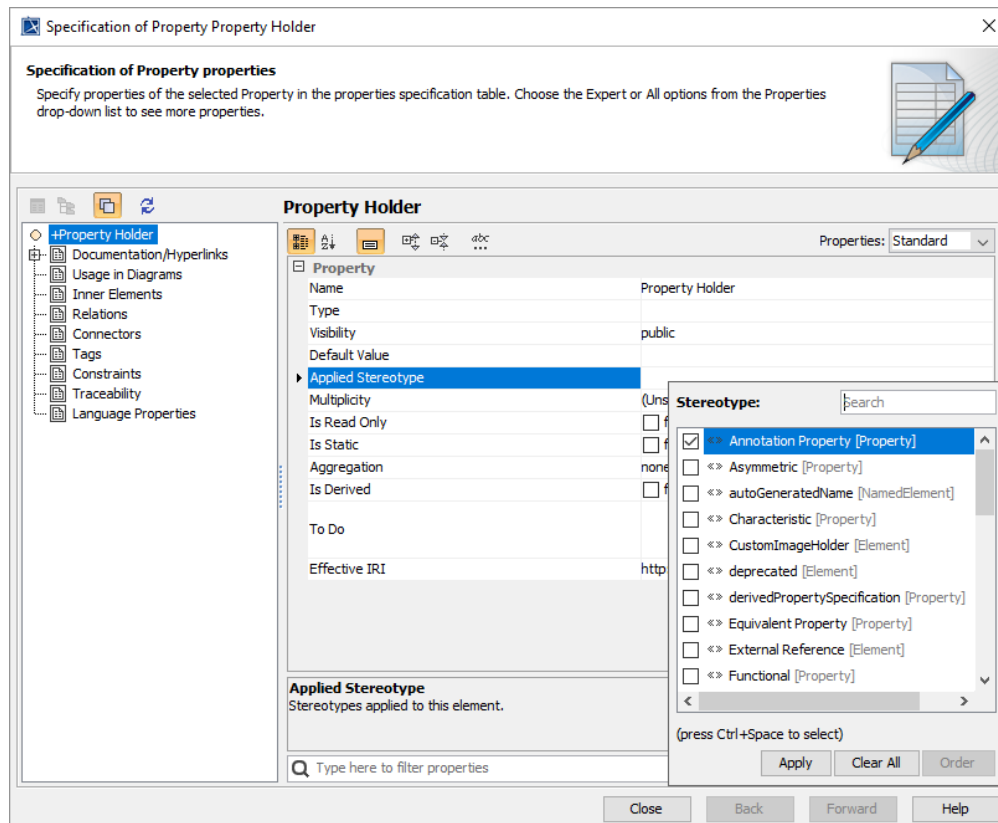 Specification of Property Property Holder
Specification of Property properties
Specify properties of the selected Property in the properties specification table. Choose the Expert or All options from the Properties
drop-down list to see more properties.
Property Holder
+Property Holder
Documentation/Hyperlinks
Usage in Diagrams
Inner Elements
Relations
Connectors
Tags
Constraints
Traceability
Language Properties
Properties: Standard
Property
Name Property Holder
Type
Visibility public
Default Value
Applied Stereotype
Multiplicity (Uns
Is Read Only f
Is Static f
Aggregation none
Is Derived f
To Do
Effective IRI http
Stereotype: Search
«» Annotation Property [Property]
«» Asymmetric [Property]
«» autoGeneratedName [NamedElement]
«» Characteristic [Property]
«» CustomImageHolder [Element]
«» deprecated [Element]
«» derivedPropertySpecification [Property]
«» Equivalent Property [Property]
«» External Reference [Element]
«» Functional [Property]
(press Ctrl+Space to select)
Apply Clear All Order
Applied Stereotype
Stereotypes applied to this element.
Type here to filter properties
Close Back Forward Help